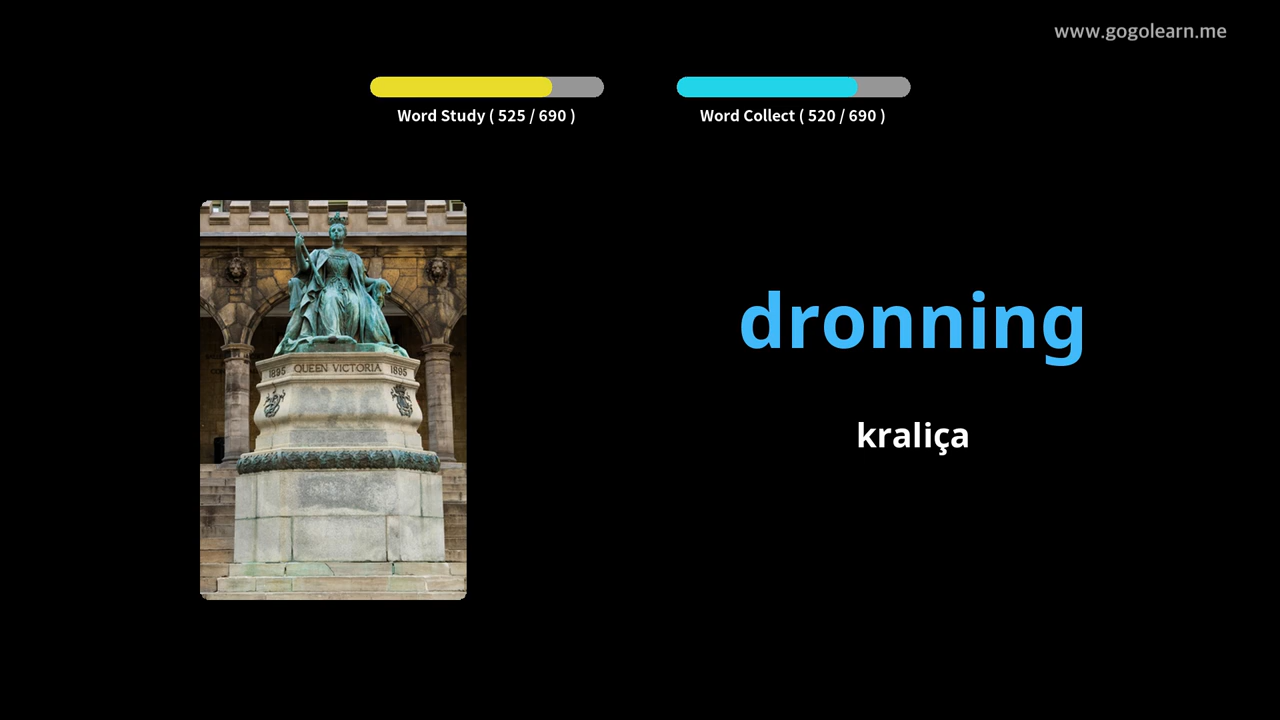 www.gogolearn.me
Word Study ( 525 / 690 )
Word Collect ( 520 / 690 )
1895 QUEEN VICTORIA 1895
dronning
kraliça